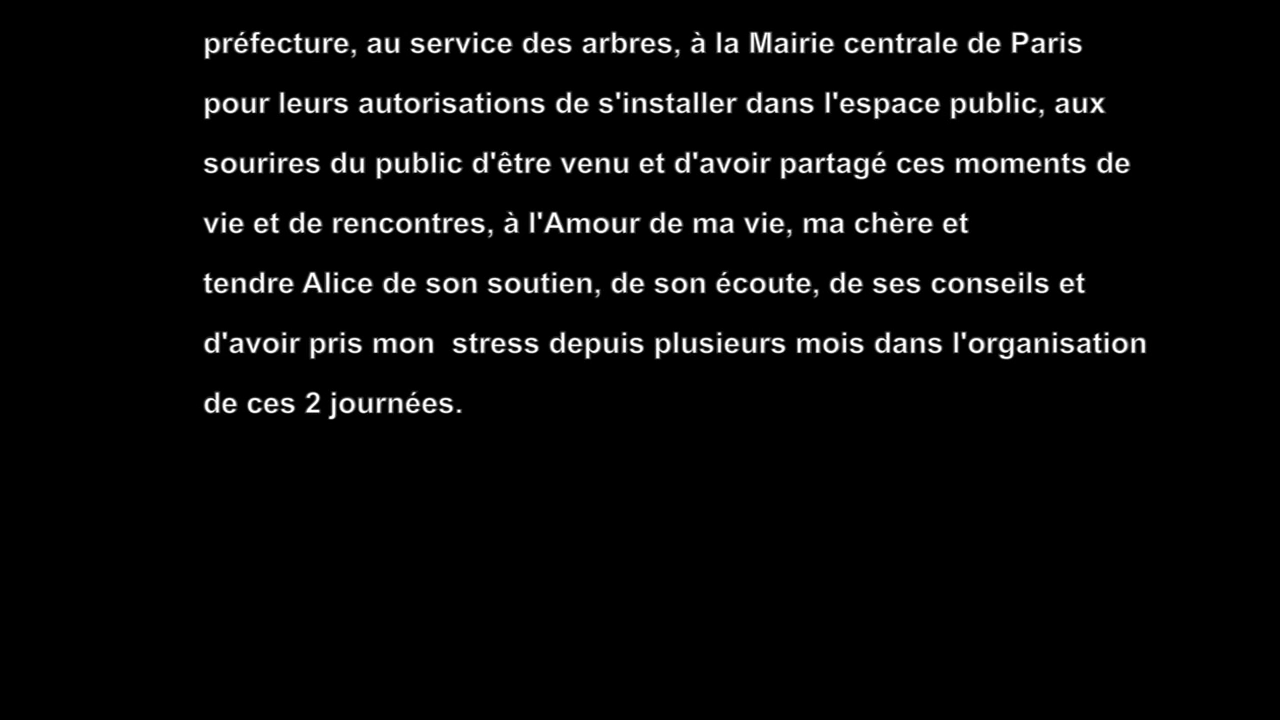 préfecture, au service des arbres, à la Mairie centrale de Paris
pour leurs autorisations de s'installer dans l'espace public, aux
sourires du public d'être venu et d'avoir partagé ces moments de
vie et de rencontres, à l'Amour de ma vie, ma chère et
tendre Alice de son soutien, de son écoute, de ses conseils et
d'avoir pris mon  stress depuis plusieurs mois dans l'organisation
de ces 2 journées.